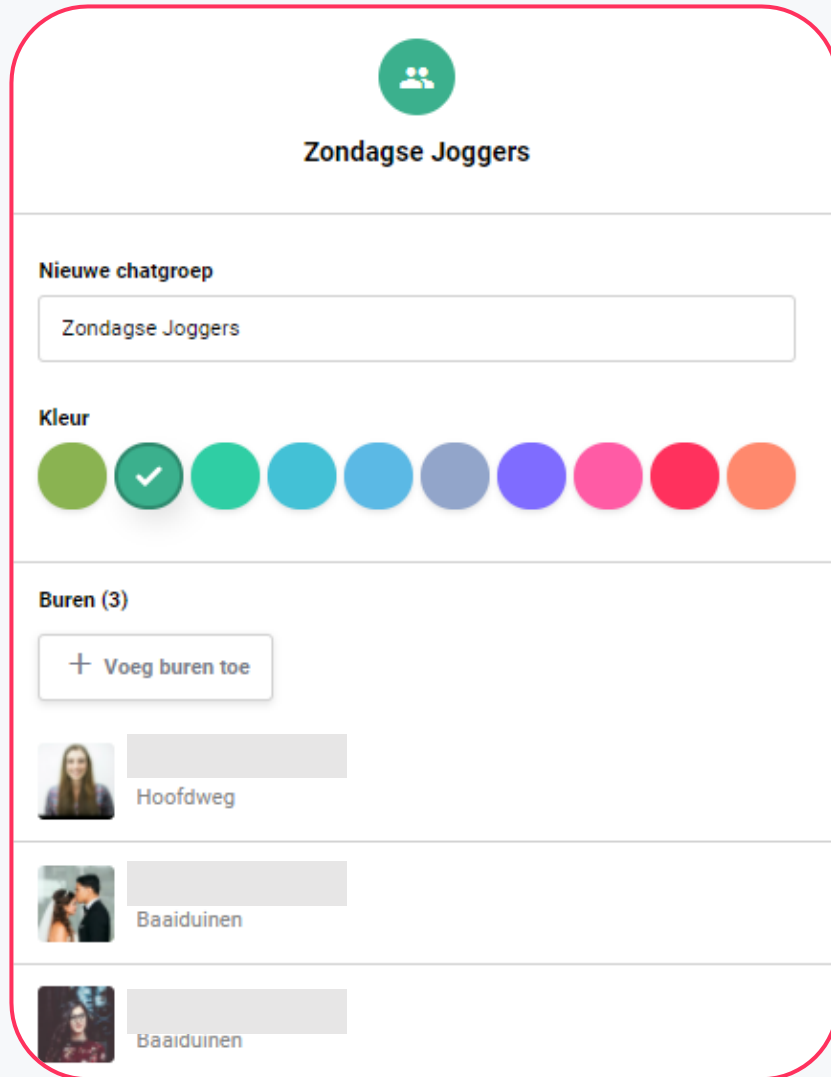 Zondagse Joggers
Nieuwe chatgroep
Zondagse Joggers
Kleur
Buren (3)
+ Voeg buren toe
Hoofdweg
Baaiduinen
Baaiduinen